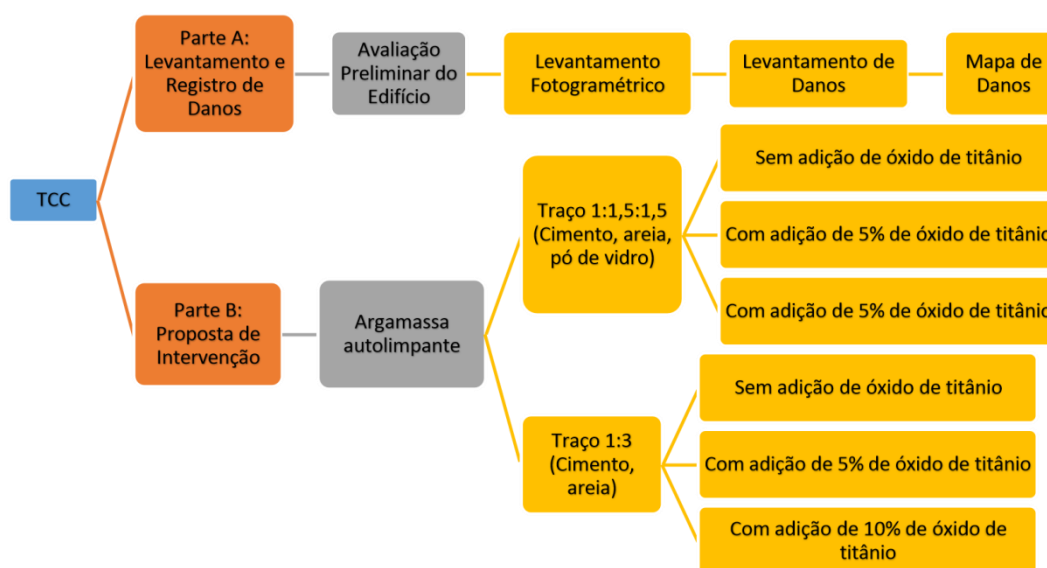 TCC
Parte A:
Levantamento e
Registro de
Danos
Avaliação
Preliminar do
Edifício
Levantamento
Fotogramétrico
Levantamento de
Danos
Mapa de
Danos
Parte B:
Proposta de
Intervenção
Argamassa
autolimpante
Traço 1:1,5:1,5
(Cimento, areia,
pó de vidro)
Sem adição de óxido de titânio
Com adição de 5% de óxido de titânio
Com adição de 5% de óxido de titânio
Traço 1:3
(Cimento,
areia)
Sem adição de óxido de titânio
Com adição de 5% de óxido de titânio
Com adição de 10% de óxido de
titânio